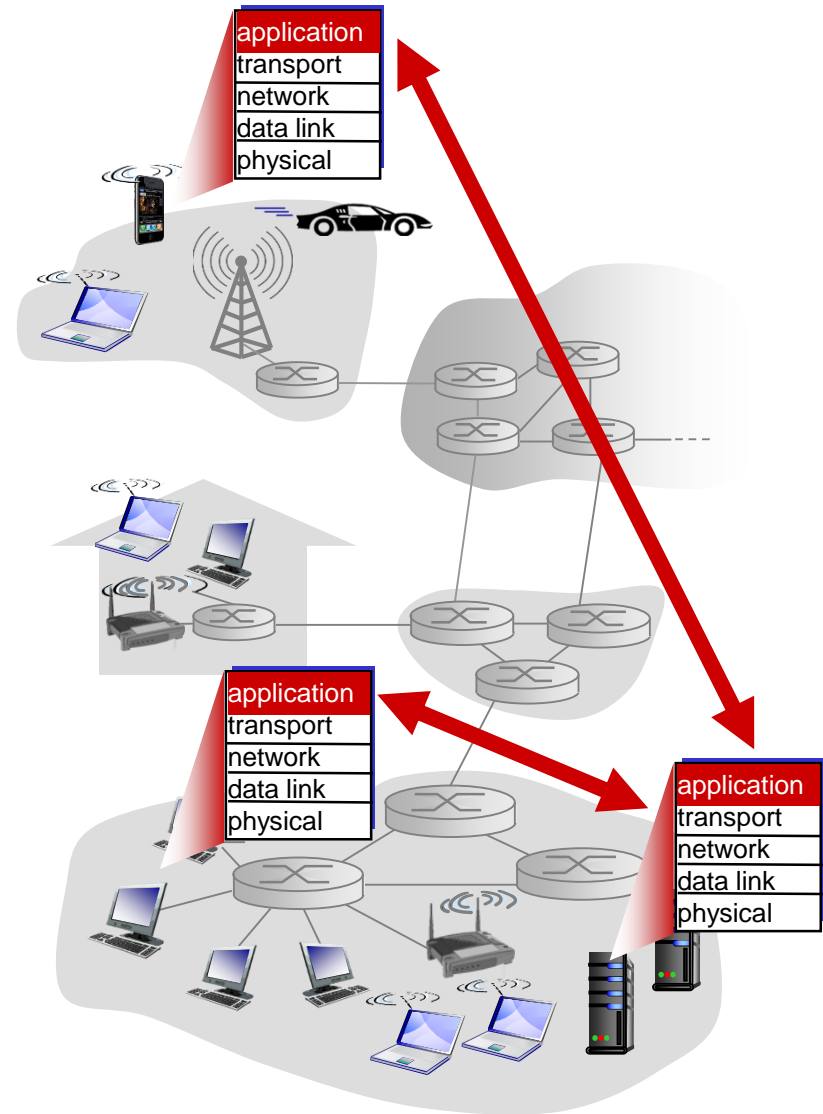 application
transport
network
data link
physical
application
transport
network
data link
physical
application
transport
network
data link
physical